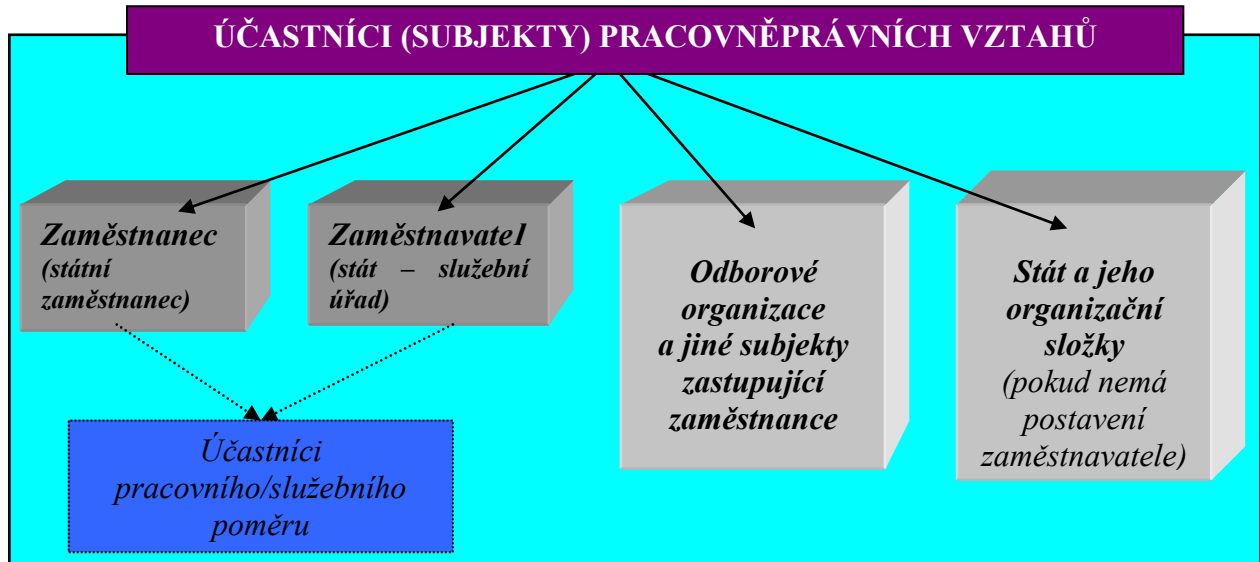 ÚČASTNÍCI (SUBJEKTY) PRACOVNĚPRÁVNÍCH VZTAHŮ
Zaměstnanec
(státní
zaměstnanec)
Zaměstnavatel
(stát – služební
úřad)
Odborové
organizace
a jiné subjekty
zastupující
zaměstnance
Stát a jeho
organizační
složky
(pokud nemá
postavení
zaměstnavatele)
Účastníci
pracovního/služebního
poměru